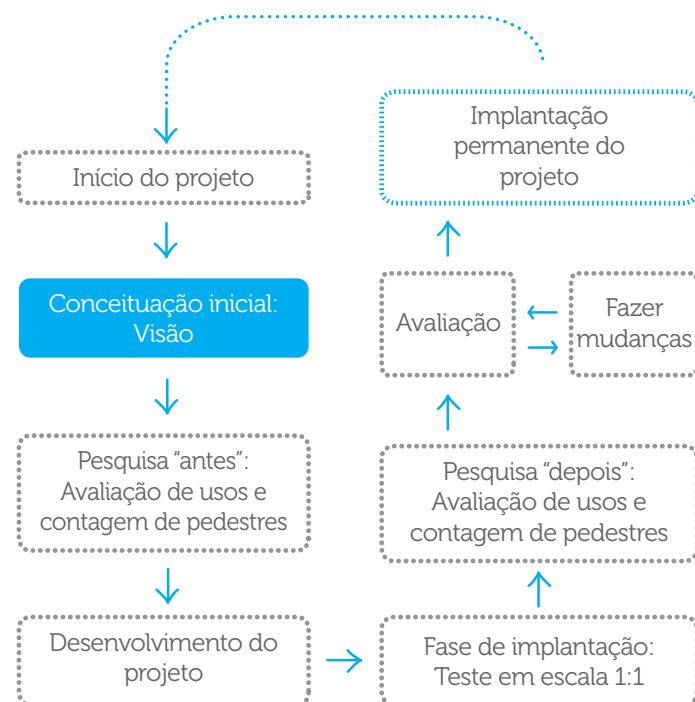 Início do projeto
Conceituação inicial:
Visão
Pesquisa “antes”:
Avaliação de usos e
contagem de pedestres
Desenvolvimento do
projeto
Fase de implantação:
Teste em escala 1:1
Pesquisa “depois”:
Avaliação de usos e
contagem de pedestres
Avaliação
Fazer
mudanças
Implantação
permanente do
projeto